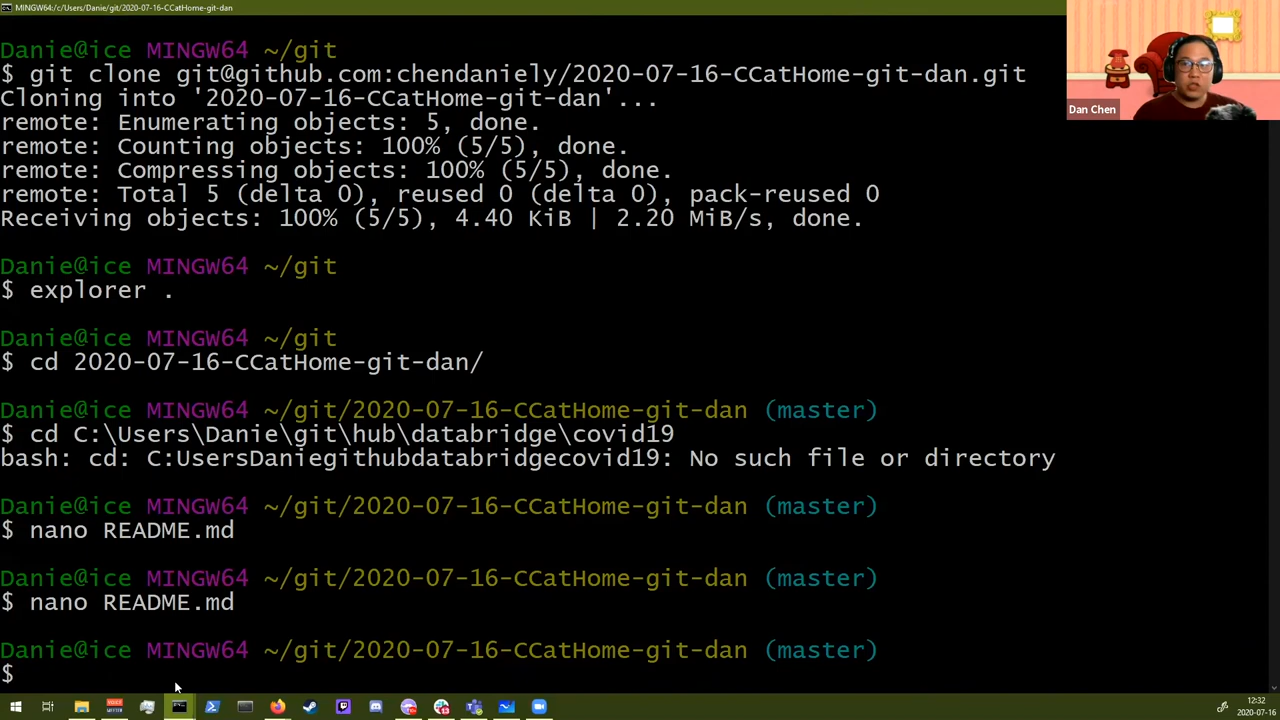 MINGW64:/c/Users/Danie/git/2020-07-16-CCatHome-git-dan
Danie@ice MINGW64 ~/git
$ git clone git@github.com:chendaniely/2020-07-16-CCatHome-git-dan.git
Cloning into '2020-07-16-CCatHome-git-dan'...
remote: Enumerating objects: 5, done.
remote: Counting objects: 100% (5/5), done.
remote: Compressing objects: 100% (5/5), done.
remote: Total 5 (delta 0), reused 0 (delta 0), pack-reused 0
Receiving objects: 100% (5/5), 4.40 KiB | 2.20 MiB/s, done.
Danie@ice MINGW64 ~/git
$ explorer .
Danie@ice MINGW64 ~/git
$ cd 2020-07-16-CCatHome-git-dan/
Danie@ice MINGW64 ~/git/2020-07-16-CCatHome-git-dan (master)
$ cd C:\Users\Danie\git\hub\databridge\covid19
bash: cd: C:UsersDaniegithubdatabridgecovid19: No such file or directory
Danie@ice MINGW64 ~/git/2020-07-16-CCatHome-git-dan (master)
$ nano README.md
Danie@ice MINGW64 ~/git/2020-07-16-CCatHome-git-dan (master)
$ nano README.md
Danie@ice MINGW64 ~/git/2020-07-16-CCatHome-git-dan (master)
$
Dan Chen
12:32
2020-07-16